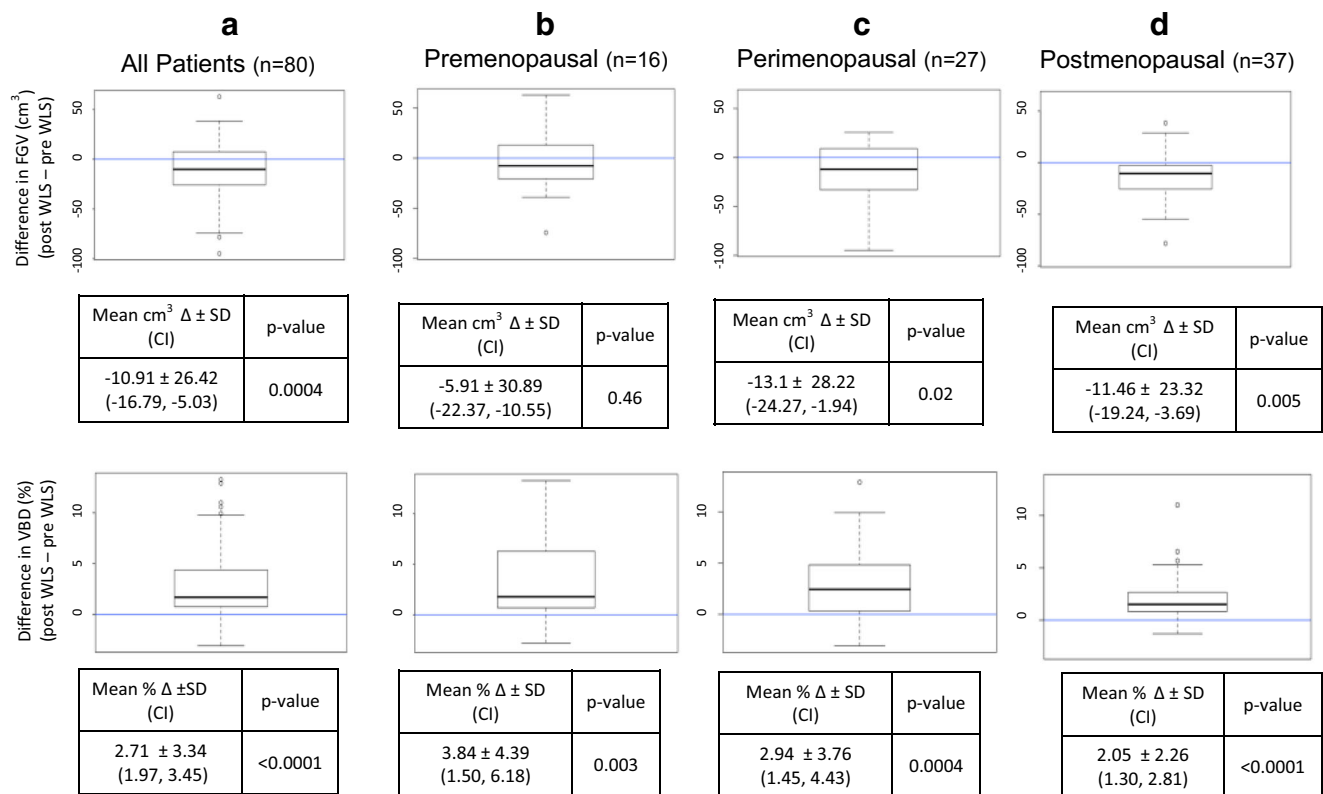 a
b
c
d
All Patients (n=80)
Premenopausal (n=16)
Perimenopausal (n=27)
Postmenopausal (n=37)
Difference in FGV (cm³)
(post WLS – pre WLS)
50
0
-50
-100
50
0
-50
-100
50
0
-50
-100
50
0
-50
-100
Mean cm³ Δ ± SD
(CI)
p-value
-10.91 ± 26.42
(-16.79, -5.03)
0.0004
Mean cm³ Δ ± SD
(CI)
p-value
-5.91 ± 30.89
(-22.37, -10.55)
0.46
Mean cm³ Δ ± SD
(CI)
p-value
-13.1 ± 28.22
(-24.27, -1.94)
0.02
Mean cm³ Δ ± SD
(CI)
p-value
-11.46 ± 23.32
(-19.24, -3.69)
0.005
Difference in VBD (%)
(post WLS – pre WLS)
10
5
0
10
5
0
10
5
0
10
5
0
Mean % Δ ±SD
(CI)
p-value
2.71 ± 3.34
(1.97, 3.45)
<0.0001
Mean % Δ ± SD
(CI)
p-value
3.84 ± 4.39
(1.50, 6.18)
0.003
Mean % Δ ± SD
(CI)
p-value
2.94 ± 3.76
(1.45, 4.43)
0.0004
Mean % Δ ± SD
(CI)
p-value
2.05 ± 2.26
(1.30, 2.81)
<0.0001